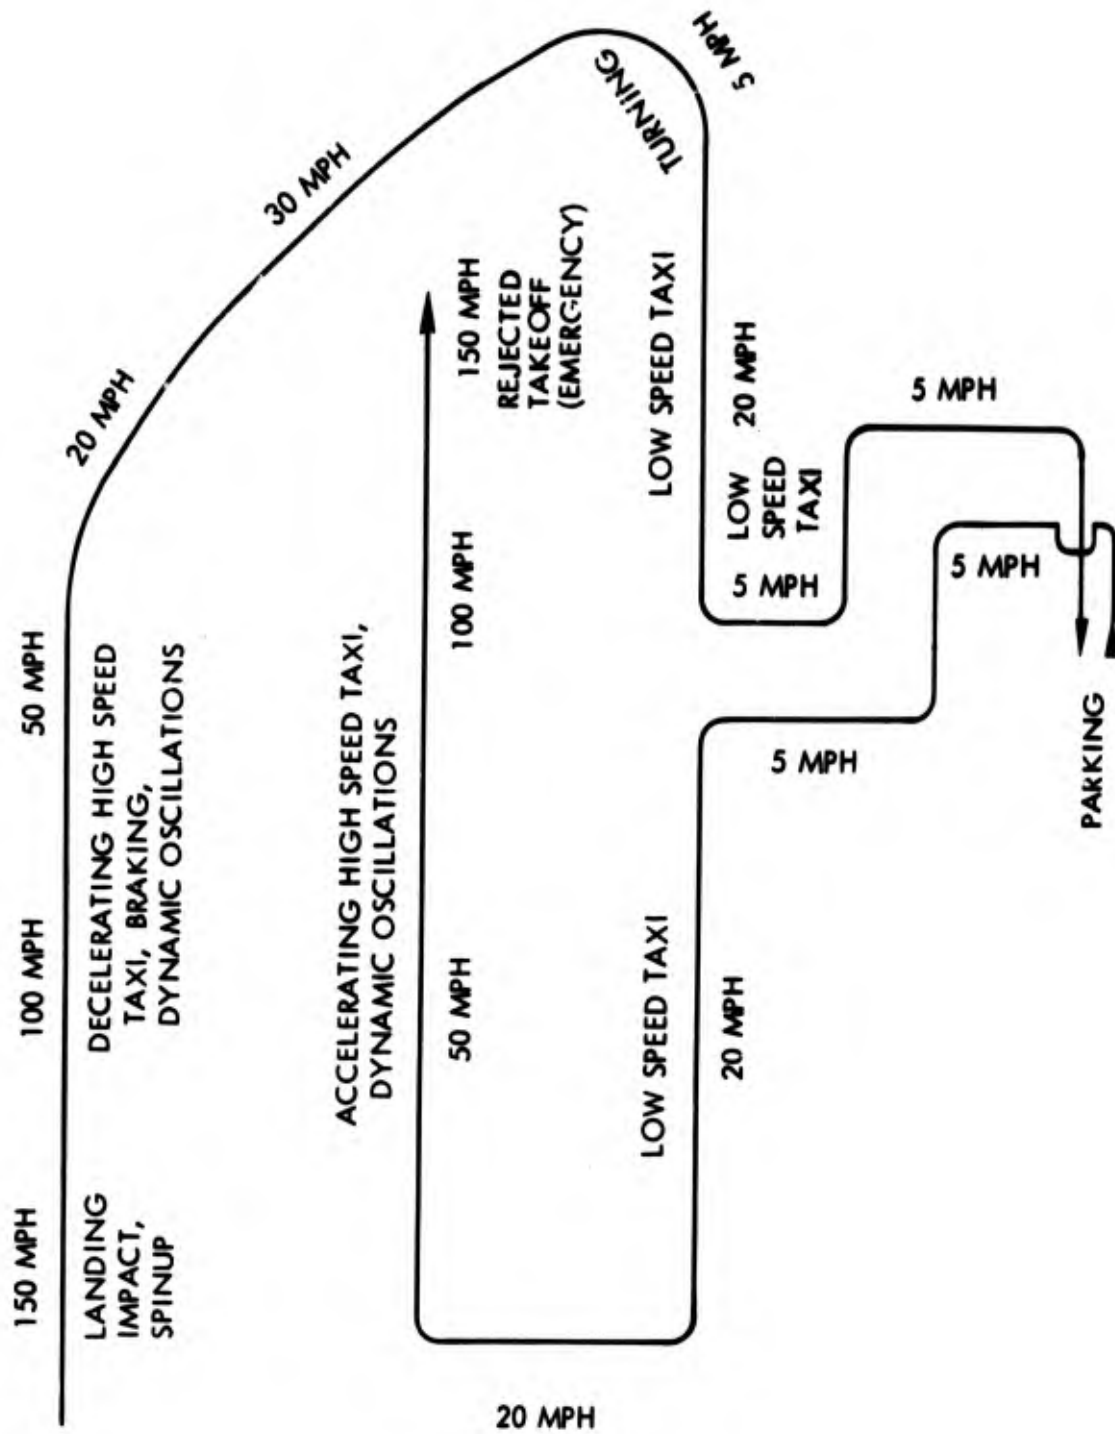 150 MPH
100 MPH
50 MPH
LANDING
IMPACT,
SPINUP
DECELERATING HIGH SPEED
TAXI, BRAKING,
DYNAMIC OSCILLATIONS
20 MPH
30 MPH
TURNING
5 MPH
ACCELERATING HIGH SPEED TAXI,
DYNAMIC OSCILLATIONS
50 MPH
100 MPH
150 MPH
REJECTED
TAKEOFF
(EMERGENCY)
20 MPH
LOW SPEED TAXI
20 MPH
LOW SPEED TAXI
20 MPH
LOW
SPEED
TAXI
5 MPH
5 MPH
5 MPH
5 MPH
PARKING